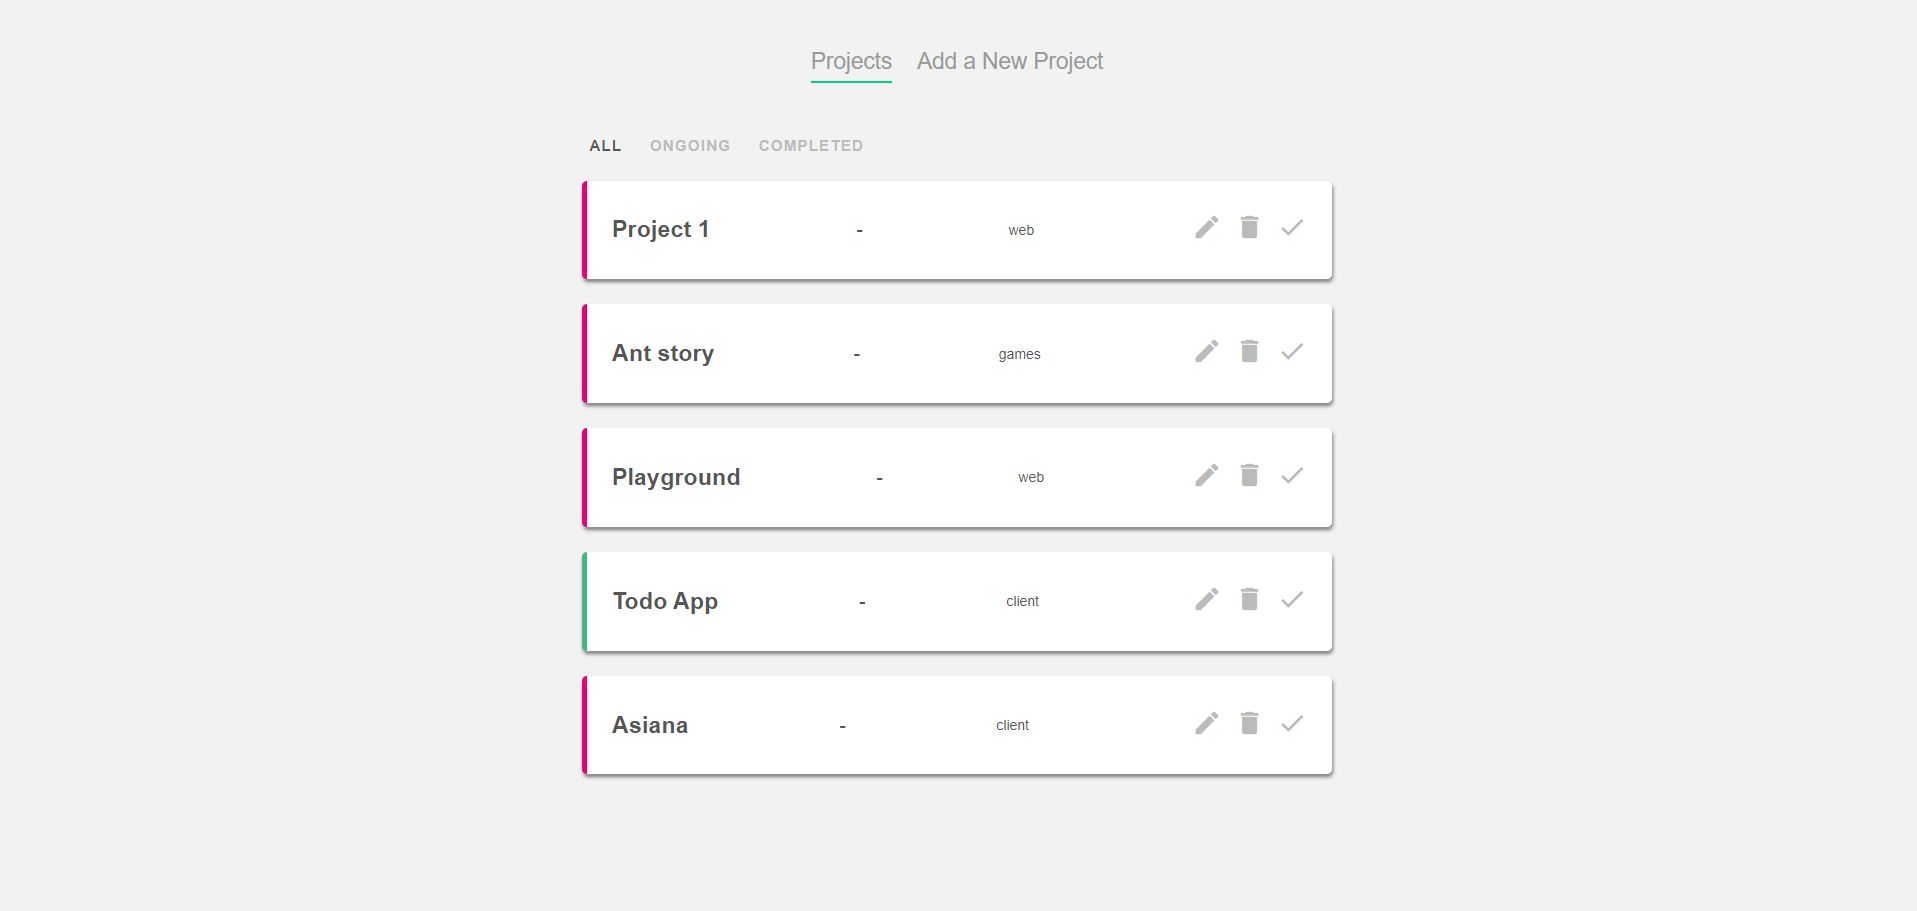 Projects Add a New Project
ALL ONGOING COMPLETED
Project 1 - web
Ant story - games
Playground - web
Todo App - client
Asiana - client